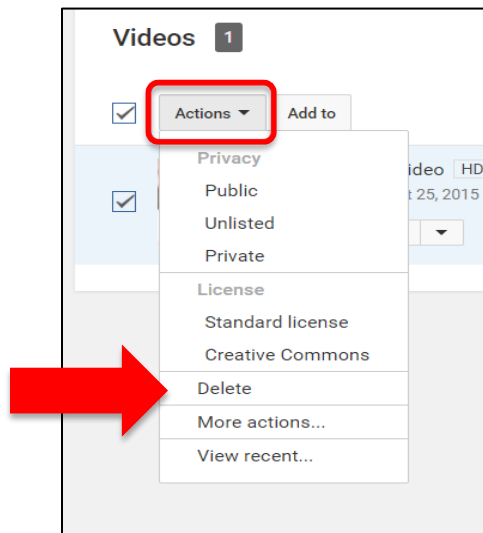 Videos 1
Actions Add to
Privacy
ideo HD
Public
t 25, 2015
Unlisted
Private
License
Standard license
Creative Commons
Delete
More actions...
View recent...